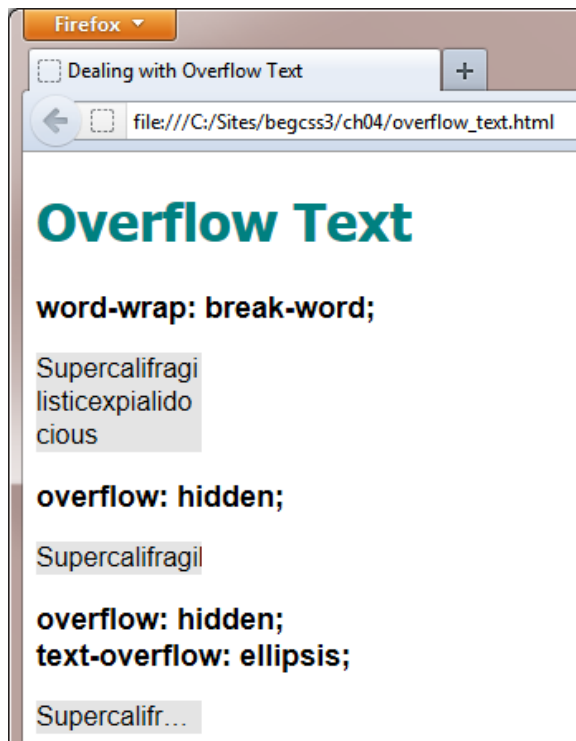 Firefox
Dealing with Overflow Text
file:///C:/Sites/begcss3/ch04/overflow_text.html
Overflow Text
word-wrap: break-word;
Supercalifragi
listicexpialido
cious
overflow: hidden;
Supercalifragil
overflow: hidden;
text-overflow: ellipsis;
Supercalifr…